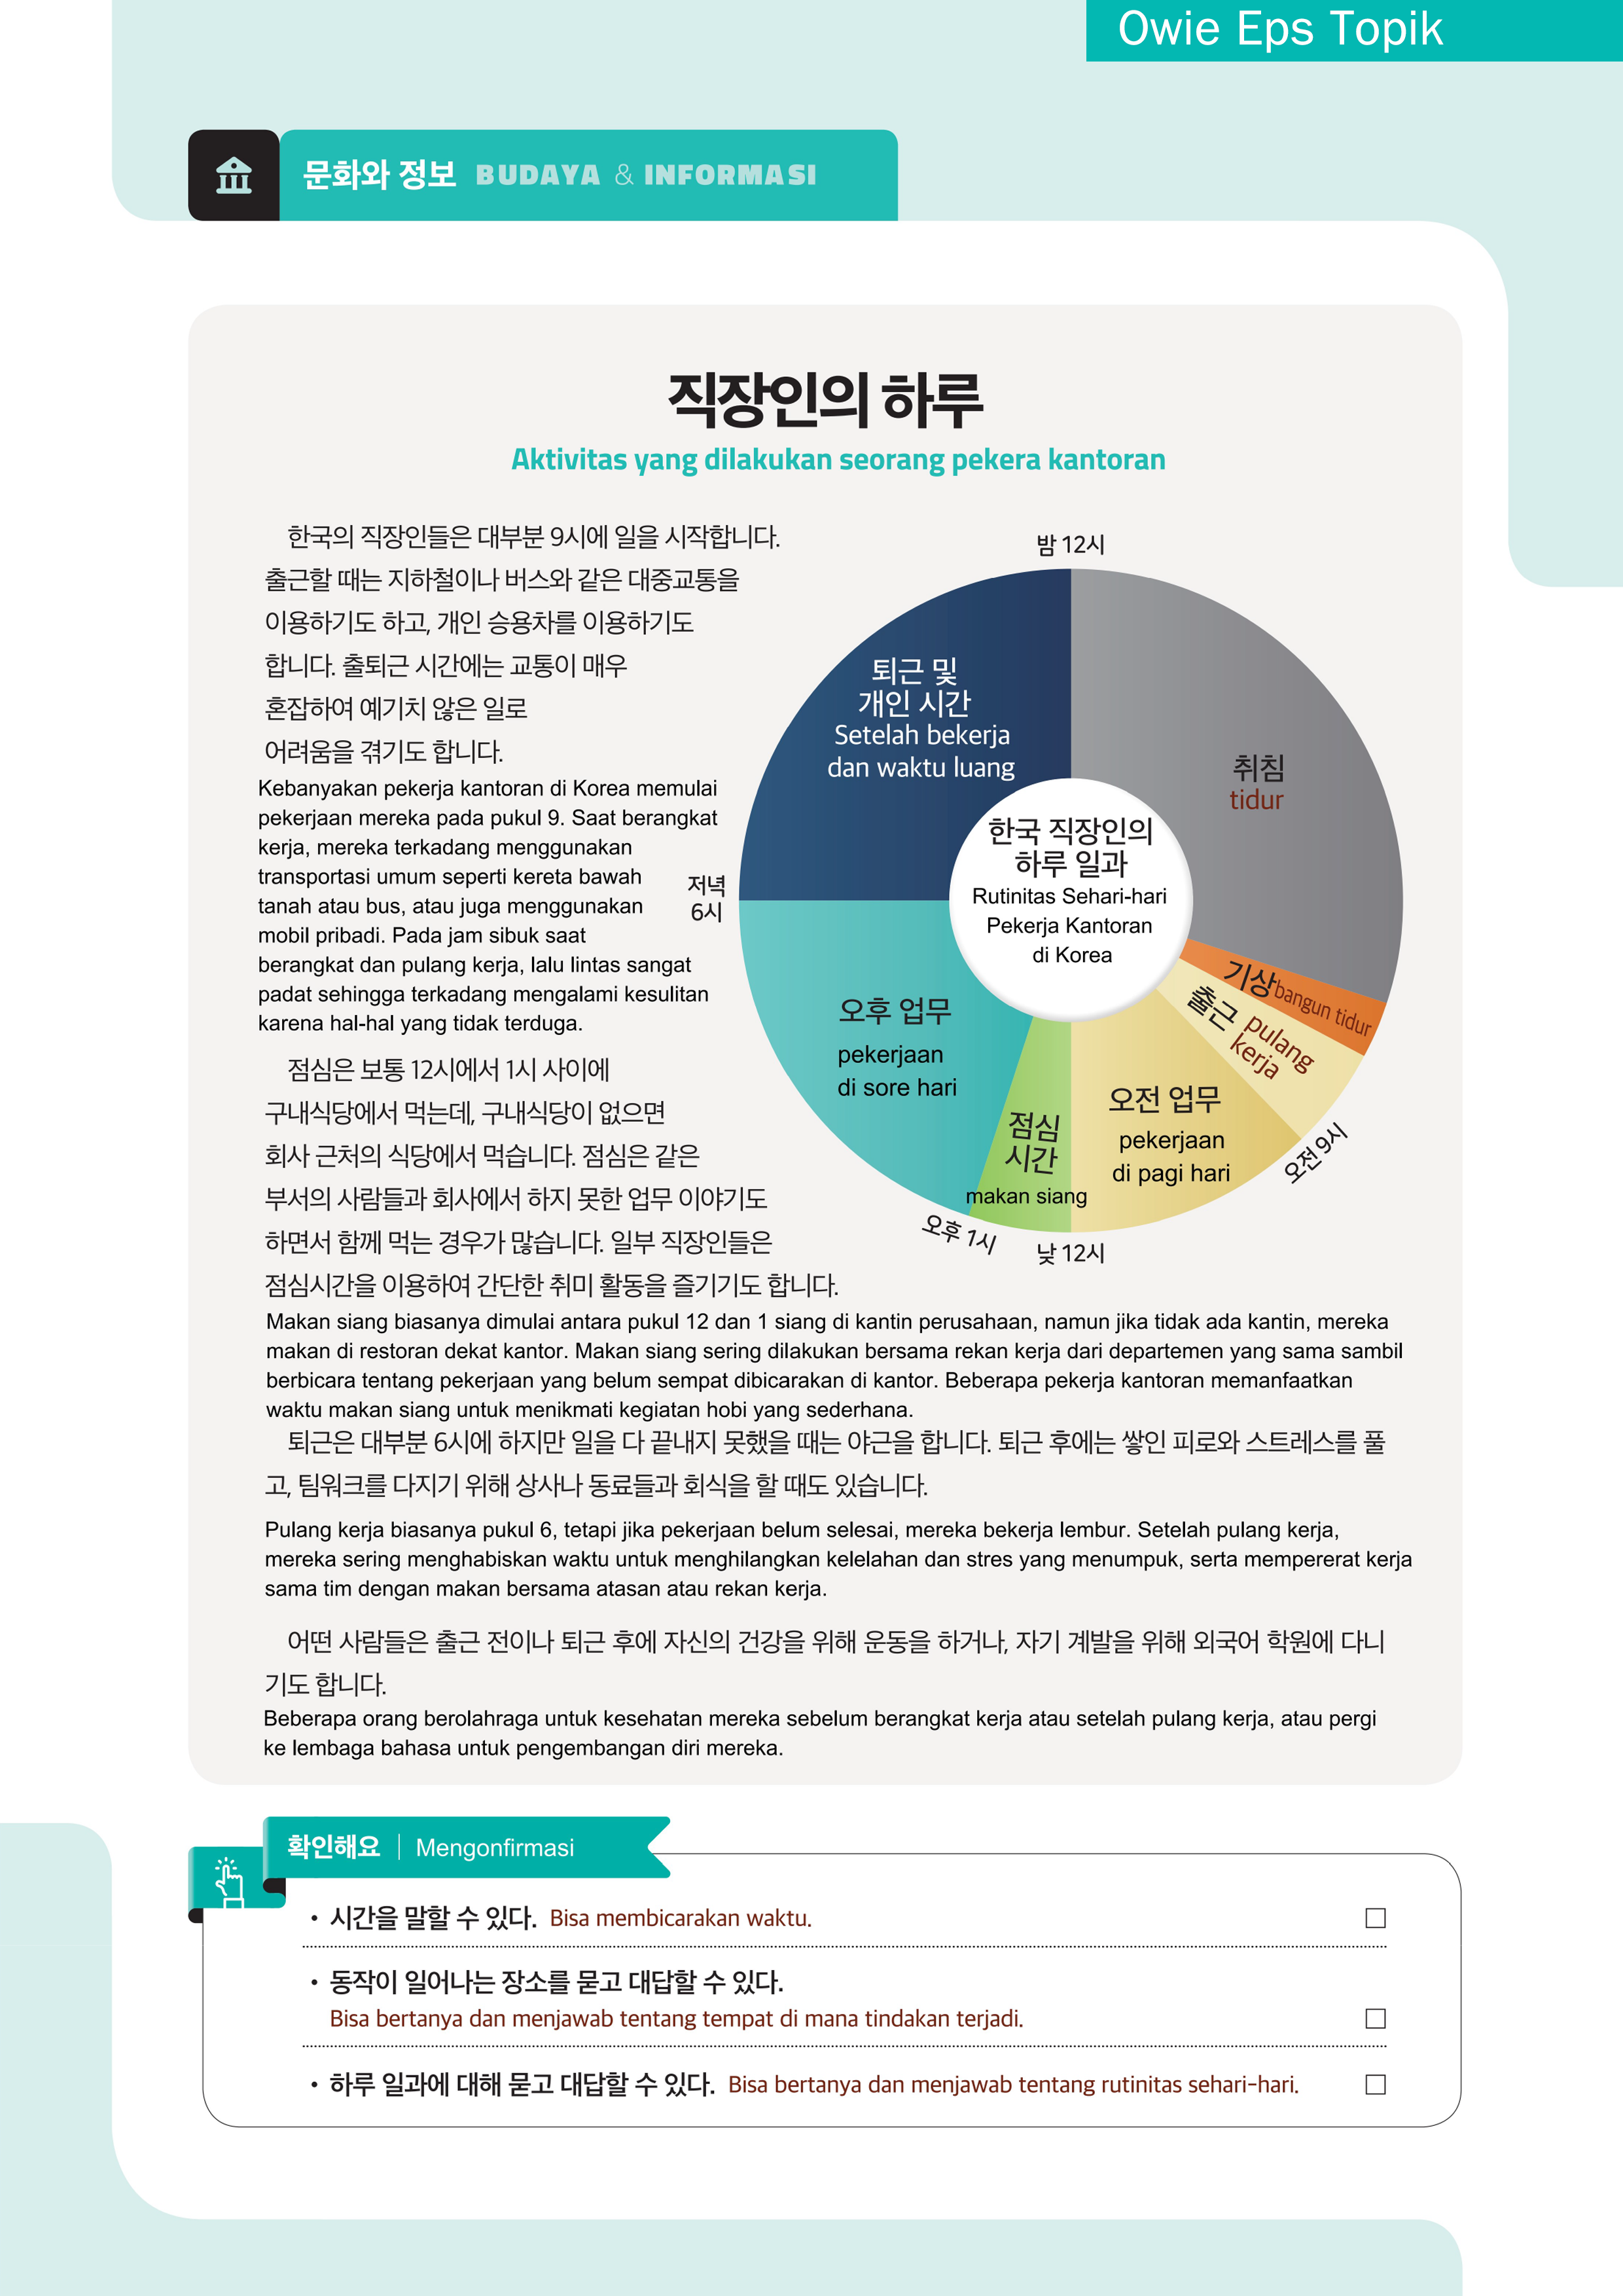 Owie Eps Topik
문화와 정보 BUDAYA & INFORMASI
직장인의 하루
Aktivitas yang dilakukan seorang pekera kantoran
한국의 직장인들은 대부분 9시에 일을 시작합니다.
출근할 때는 지하철이나 버스와 같은 대중교통을
이용하기도 하고, 개인 승용차를 이용하기도
합니다. 출퇴근 시간에는 교통이 매우
혼잡하여 예기치 않은 일로
어려움을 겪기도 합니다.
Kebanyakan pekerja kantoran di Korea memulai
pekerjaan mereka pada pukul 9. Saat berangkat
kerja, mereka terkadang menggunakan
transportasi umum seperti kereta bawah
tanah atau bus, atau juga menggunakan
mobil pribadi. Pada jam sibuk saat
berangkat dan pulang kerja, lalu lintas sangat
padat sehingga terkadang mengalami kesulitan
karena hal-hal yang tidak terduga.
점심은 보통 12시에서 1시 사이에
구내식당에서 먹는데, 구내식당이 없으면
회사 근처의 식당에서 먹습니다. 점심은 같은
부서의 사람들과 회사에서 하지 못한 업무 이야기도
하면서 함께 먹는 경우가 많습니다. 일부 직장인들은
점심시간을 이용하여 간단한 취미 활동을 즐기기도 합니다.
밤 12시
퇴근 및
개인 시간
Setelah bekerja
dan waktu luang
취침
tidur
한국 직장인의
하루 일과
Rutinitas Sehari-hari
Pekerja Kantoran
di Korea
저녁
6시
기상 bangun tidur
출근 pulang
kerja
오후 업무
pekerjaan
di sore hari
점심
시간
makan siang
오전 업무
pekerjaan
di pagi hari
오전 9시
오후 1시
낮 12시
Makan siang biasanya dimulai antara pukul 12 dan 1 siang di kantin perusahaan, namun jika tidak ada kantin, mereka
makan di restoran dekat kantor. Makan siang sering dilakukan bersama rekan kerja dari departemen yang sama sambil
berbicara tentang pekerjaan yang belum sempat dibicarakan di kantor. Beberapa pekerja kantoran memanfaatkan
waktu makan siang untuk menikmati kegiatan hobi yang sederhana.
퇴근은 대부분 6시에 하지만 일을 다 끝내지 못했을 때는 야근을 합니다. 퇴근 후에는 쌓인 피로와 스트레스를 풀
고, 팀워크를 다지기 위해 상사나 동료들과 회식을 할 때도 있습니다.
Pulang kerja biasanya pukul 6, tetapi jika pekerjaan belum selesai, mereka bekerja lembur. Setelah pulang kerja,
mereka sering menghabiskan waktu untuk menghilangkan kelelahan dan stres yang menumpuk, serta mempererat kerja
sama tim dengan makan bersama atasan atau rekan kerja.
어떤 사람들은 출근 전이나 퇴근 후에 자신의 건강을 위해 운동을 하거나, 자기 계발을 위해 외국어 학원에 다니
기도 합니다.
Beberapa orang berolahraga untuk kesehatan mereka sebelum berangkat kerja atau setelah pulang kerja, atau pergi
ke lembaga bahasa untuk pengembangan diri mereka.
확인해요 | Mengonfirmasi
• 시간을 말할 수 있다. Bisa membicarakan waktu.
• 동작이 일어나는 장소를 묻고 대답할 수 있다.
Bisa bertanya dan menjawab tentang tempat di mana tindakan terjadi.
• 하루 일과에 대해 묻고 대답할 수 있다. Bisa bertanya dan menjawab tentang rutinitas sehari-hari.